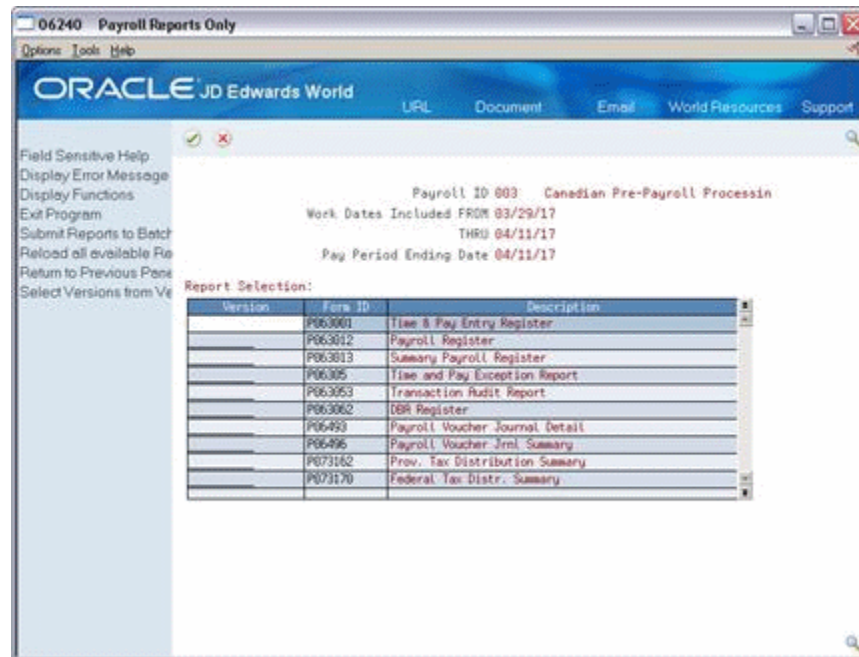 06240 Payroll Reports Only
Options Tools Help
ORACLE JD Edwards World
URL Document Email World Resources Support
Field Sensitive Help
Display Error Message
Display Functions
Exit Program
Submit Reports to Batch
Reload all available Re
Return to Previous Pane
Select Versions from Ve
Payroll ID 003 Canadian Pre-Payroll Processin
Work Dates Included FROM 03/29/17
THRU 04/11/17
Pay Period Ending Date 04/11/17
Report Selection:
Version Form ID Description
P063001 Time & Pay Entry Register
P063012 Payroll Register
P063013 Summary Payroll Register
P06305 Time and Pay Exception Report
P063053 Transaction Audit Report
P063062 DBA Register
P06493 Payroll Voucher Journal Detail
P06496 Payroll Voucher Jrnl Summary
P073162 Prov. Tax Distribution Summary
P073170 Federal Tax Distr. Summary